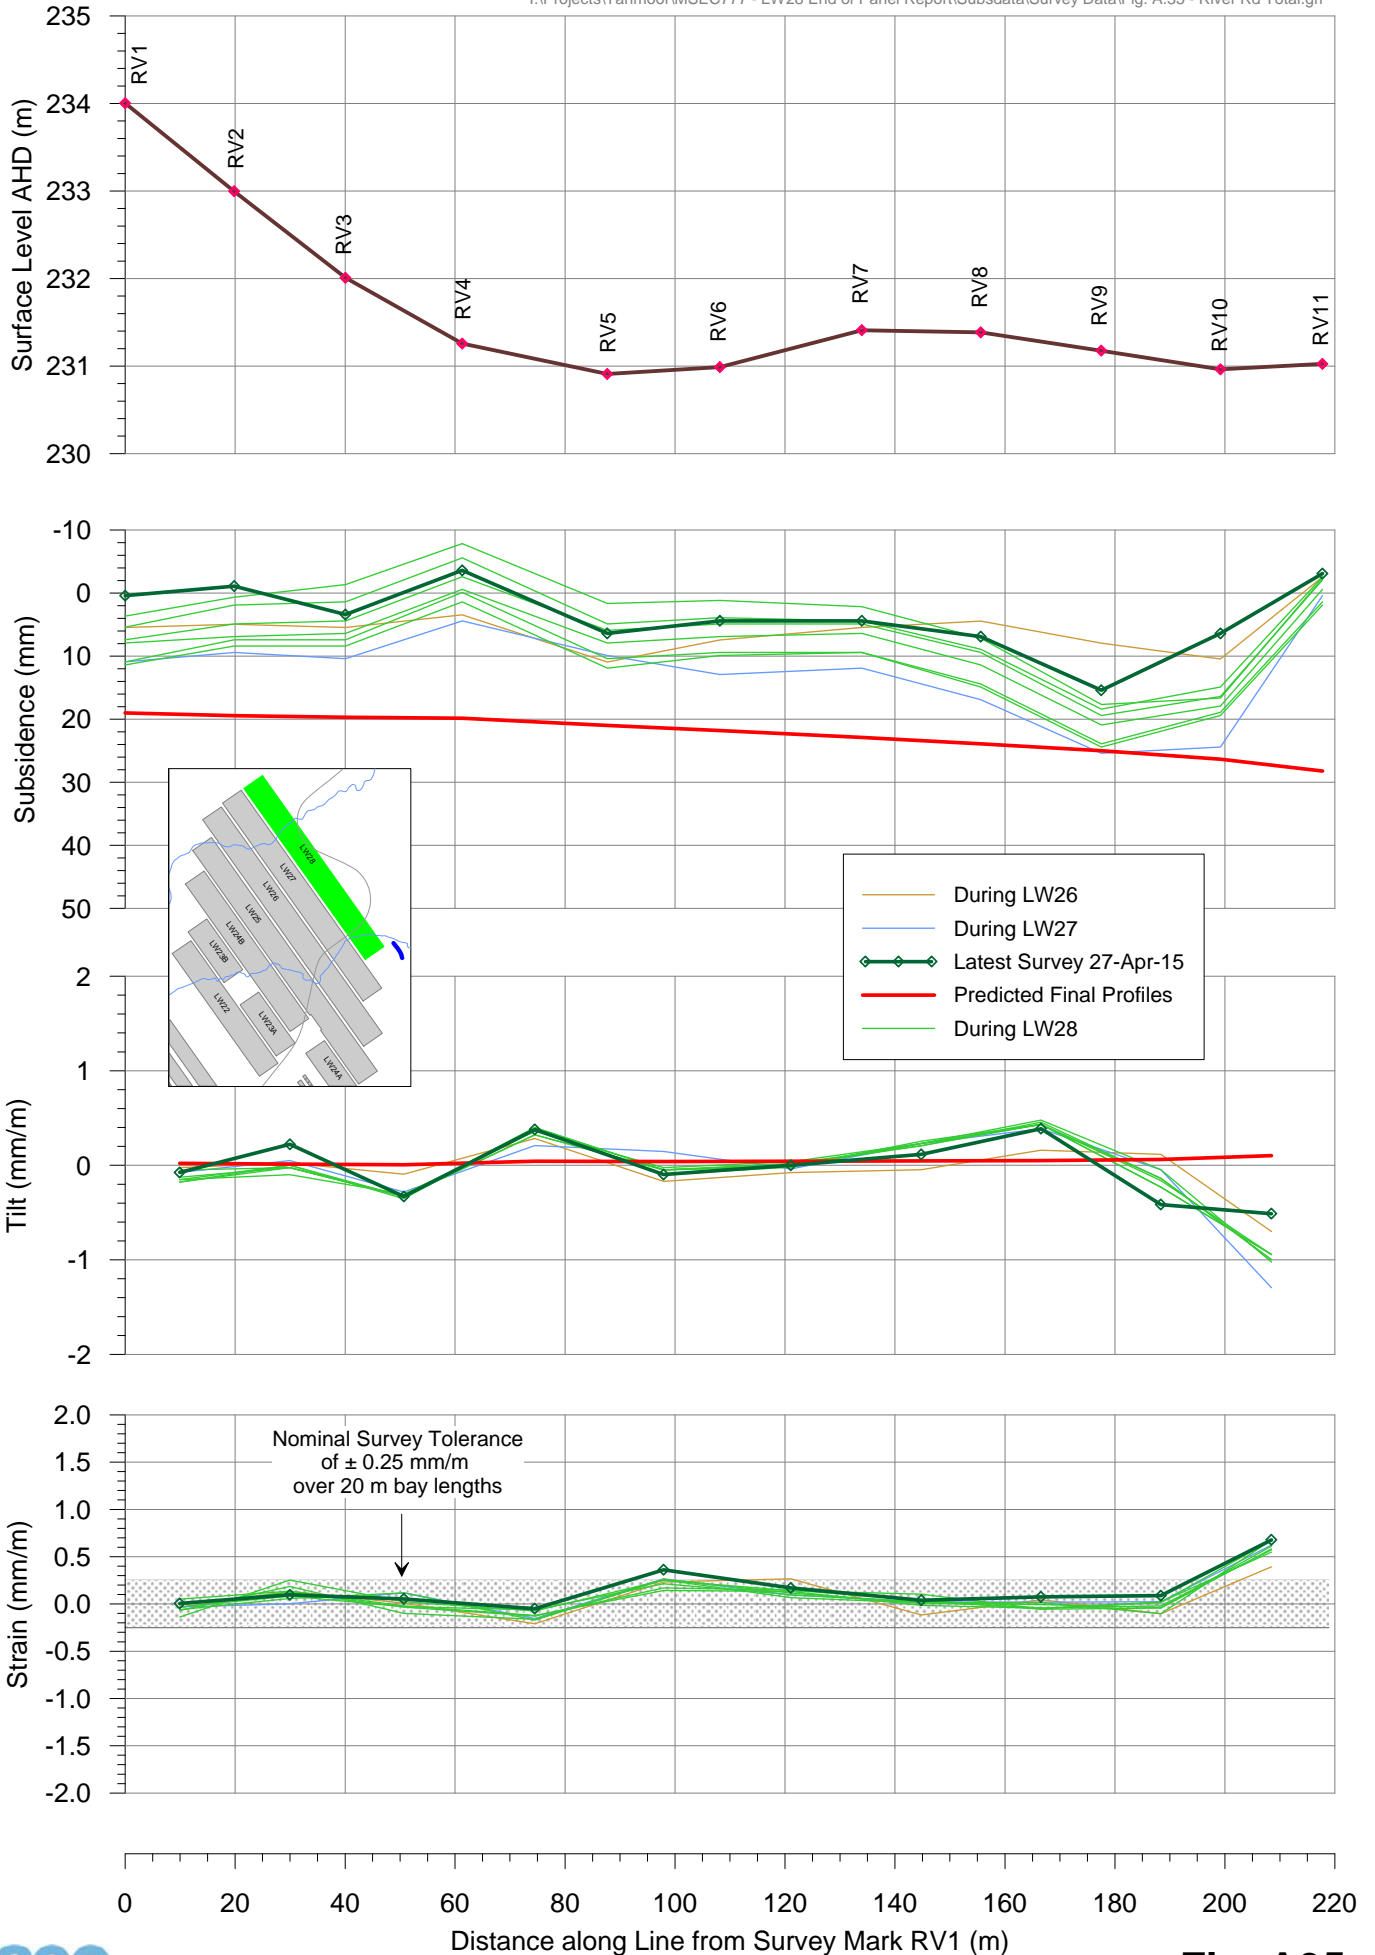 235
234
233
232
231
230
Surface Level AHD (m)
RV1
RV2
RV3
RV4
RV5
RV6
RV7
RV8
RV9
RV10
RV11
-10
0
10
20
30
40
50
Subsidence (mm)
LW28
LW27
LW26
LW25
LW24B
LW23B
LW22
LW23A
LW24A
During LW26
During LW27
Latest Survey 27-Apr-15
Predicted Final Profiles
During LW28
2
1
0
-1
-2
Tilt (mm/m)
2.0
1.5
1.0
0.5
0.0
-0.5
-1.0
-1.5
-2.0
Strain (mm/m)
Nominal Survey Tolerance
of ± 0.25 mm/m
over 20 m bay lengths
0 20 40 60 80 100 120 140 160 180 200 220
Distance along Line from Survey Mark RV1 (m)